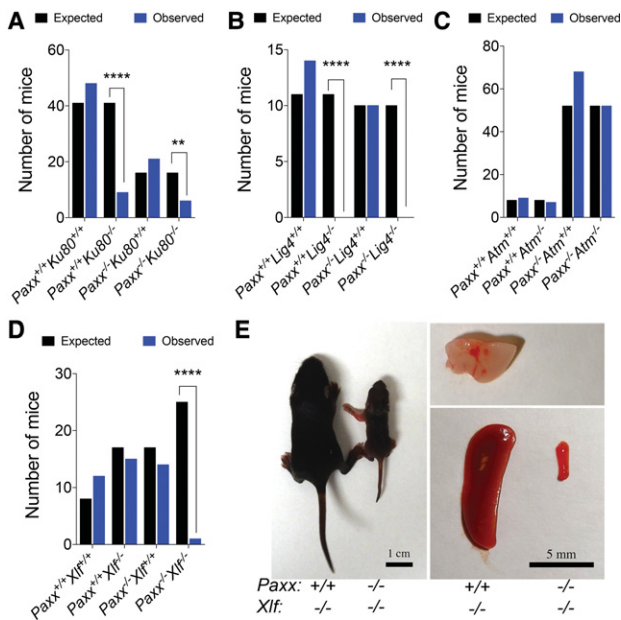 A
Expected Observed
Number of mice
60
40
20
0
****
**
Paxx+/+Ku80+/+
Paxx+/+Ku80-/-
Paxx-/-Ku80+/+
Paxx-/-Ku80-/-
B
Expected Observed
Number of mice
15
10
5
0
****
****
Paxx+/+Lig4+/+
Paxx+/+Lig4-/-
Paxx-/-Lig4+/+
Paxx-/-Lig4-/-
C
Expected Observed
Number of mice
80
60
40
20
0
Paxx+/+Atm+/+
Paxx+/+Atm-/-
Paxx-/-Atm+/+
Paxx-/-Atm-/-
D
Expected Observed
Number of mice
30
20
10
0
****
Paxx+/+Xlf+/+
Paxx+/+Xlf-/-
Paxx-/-Xlf+/+
Paxx-/-Xlf-/-
E
1 cm
5 mm
Paxx: +/+ -/- +/+ -/-
Xlf: -/- -/- -/- -/-